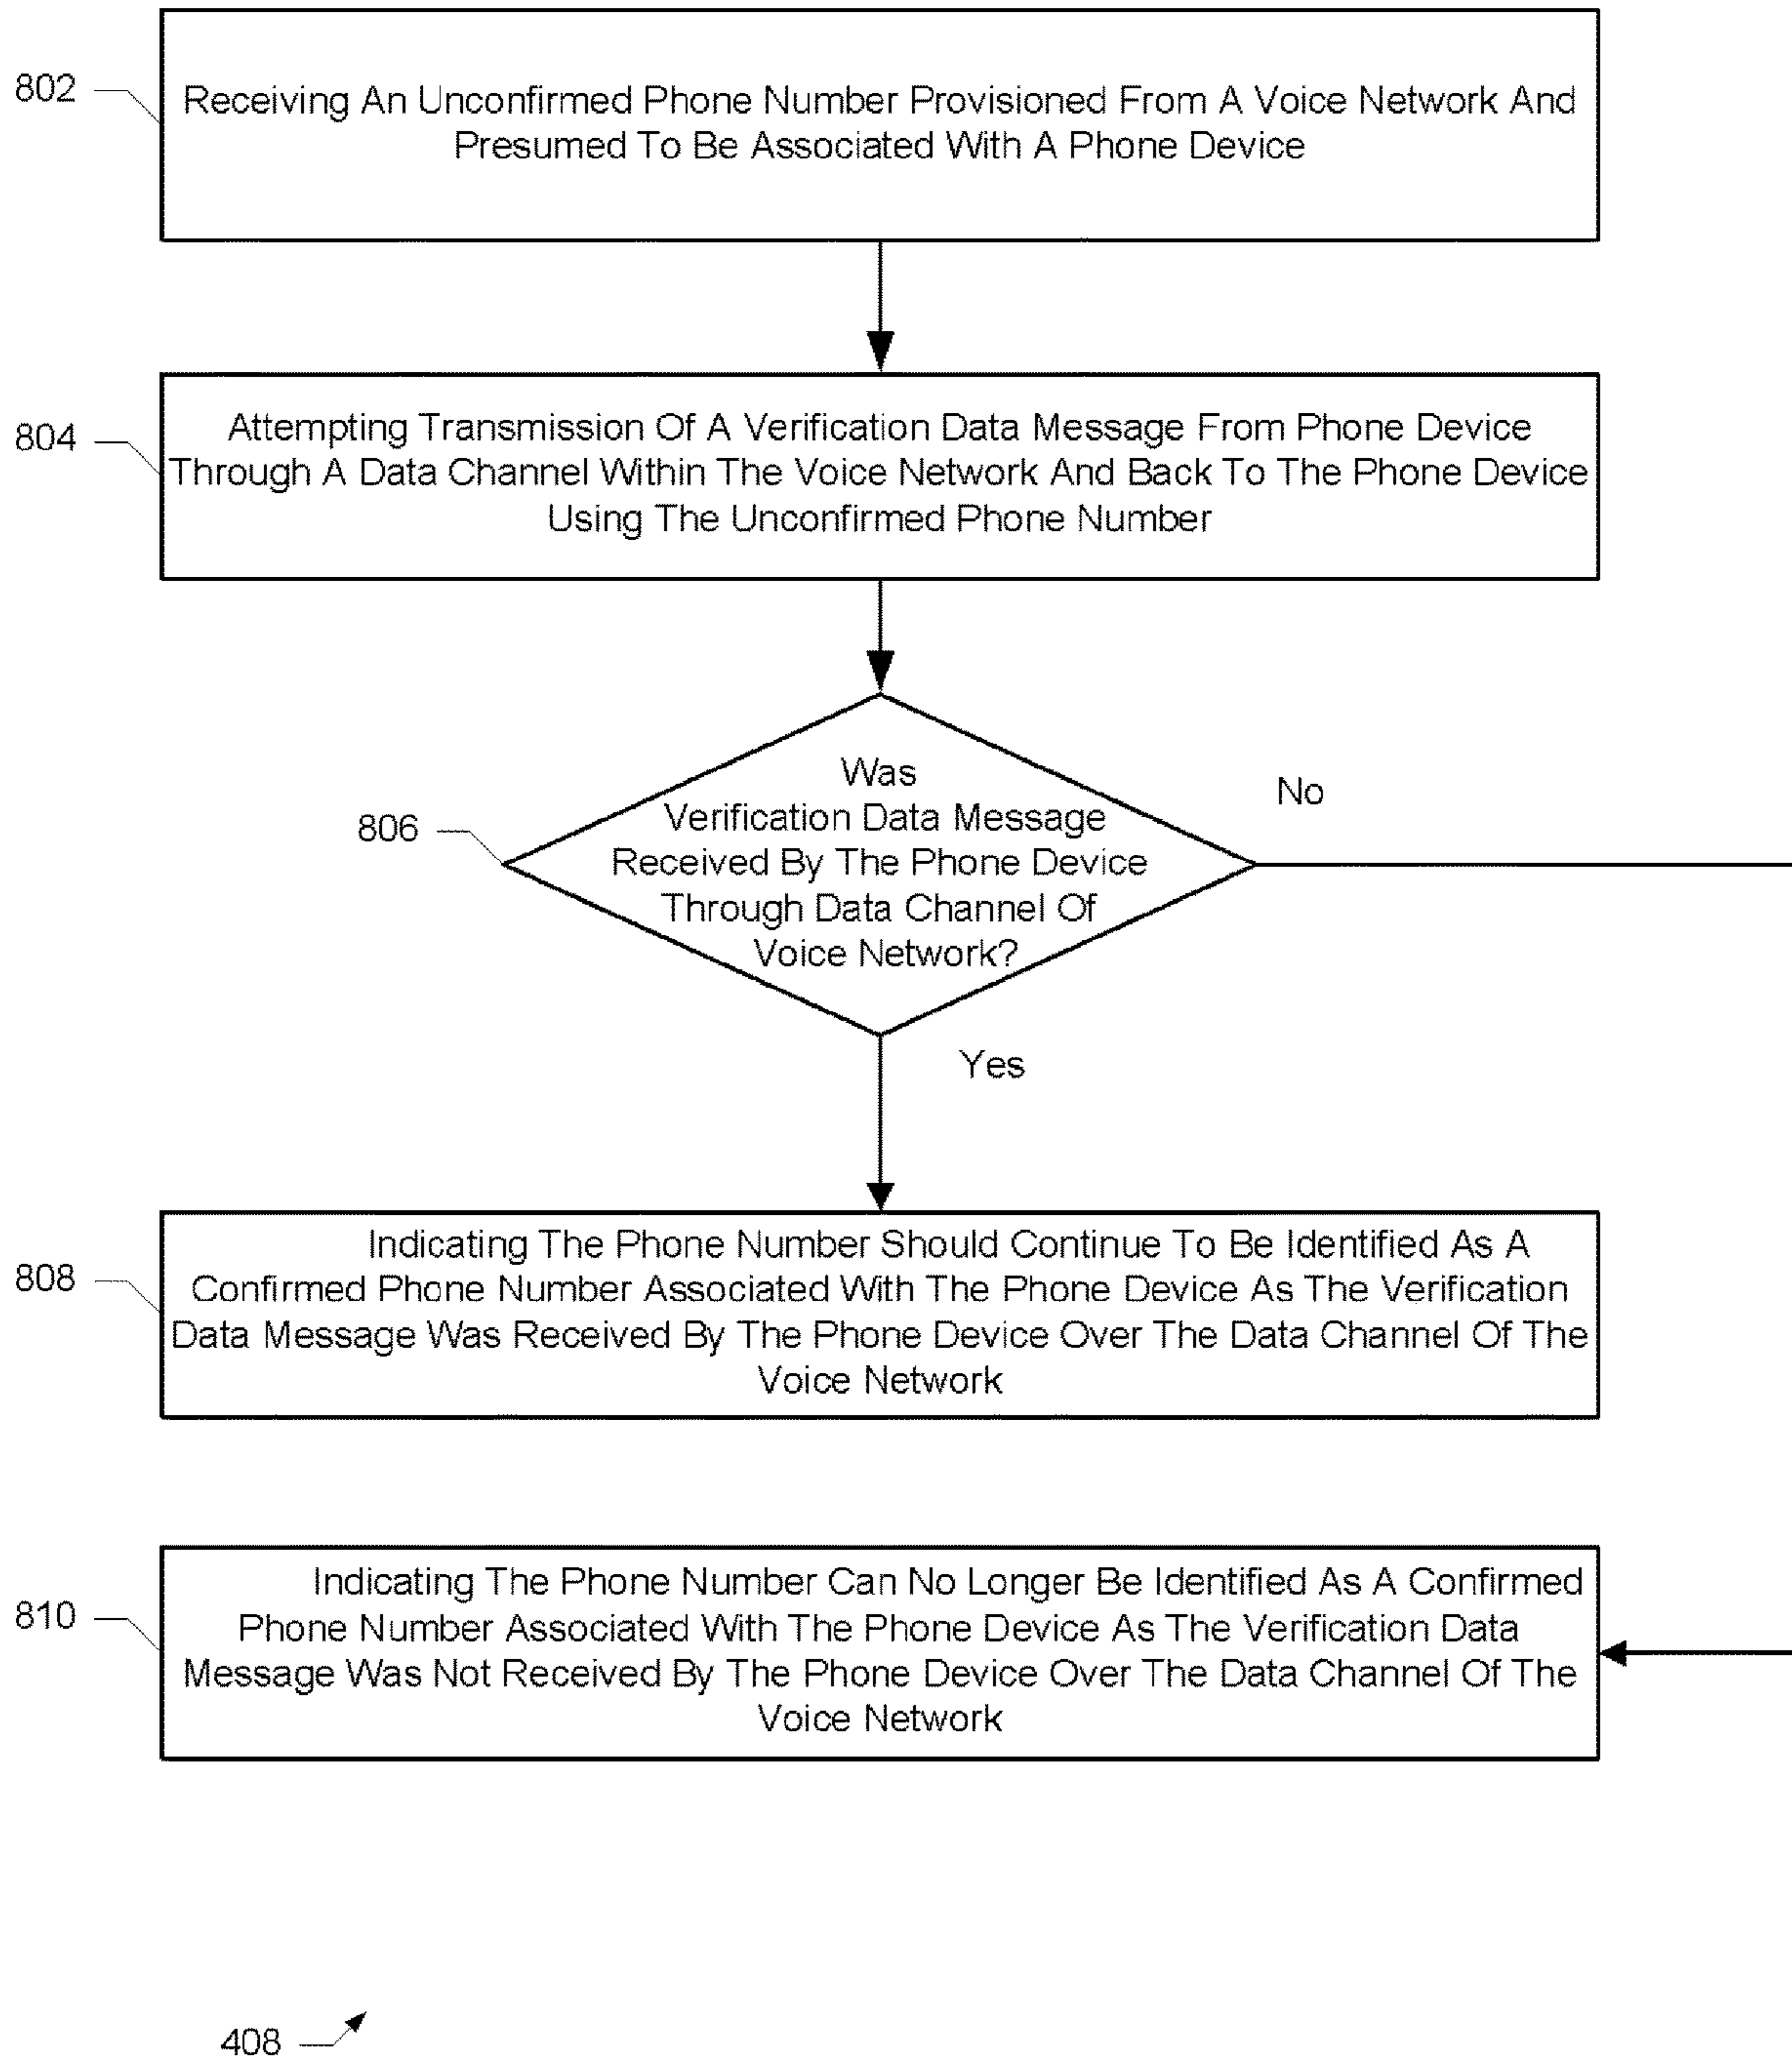 802
Receiving An Unconfirmed Phone Number Provisioned From A Voice Network And
Presumed To Be Associated With A Phone Device
804
Attempting Transmission Of A Verification Data Message From Phone Device
Through A Data Channel Within The Voice Network And Back To The Phone Device
Using The Unconfirmed Phone Number
806
Was
Verification Data Message
Received By The Phone Device
Through Data Channel Of
Voice Network?
No
Yes
808
Indicating The Phone Number Should Continue To Be Identified As A
Confirmed Phone Number Associated With The Phone Device As The Verification
Data Message Was Received By The Phone Device Over The Data Channel Of The
Voice Network
810
Indicating The Phone Number Can No Longer Be Identified As A Confirmed
Phone Number Associated With The Phone Device As The Verification Data
Message Was Not Received By The Phone Device Over The Data Channel Of The
Voice Network
408